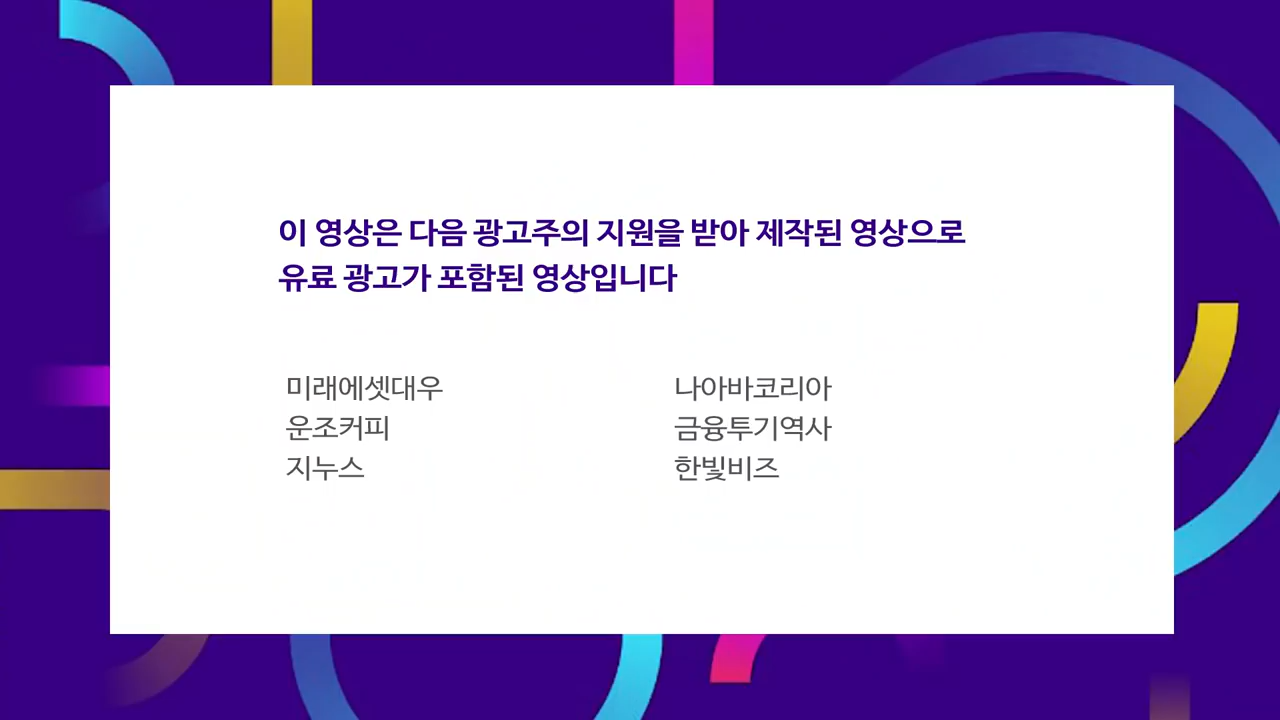 이 영상은 다음 광고주의 지원을 받아 제작된 영상으로
유료 광고가 포함된 영상입니다
미래에셋대우
운조커피
지누스
나아바코리아
금융투기역사
한빛비즈